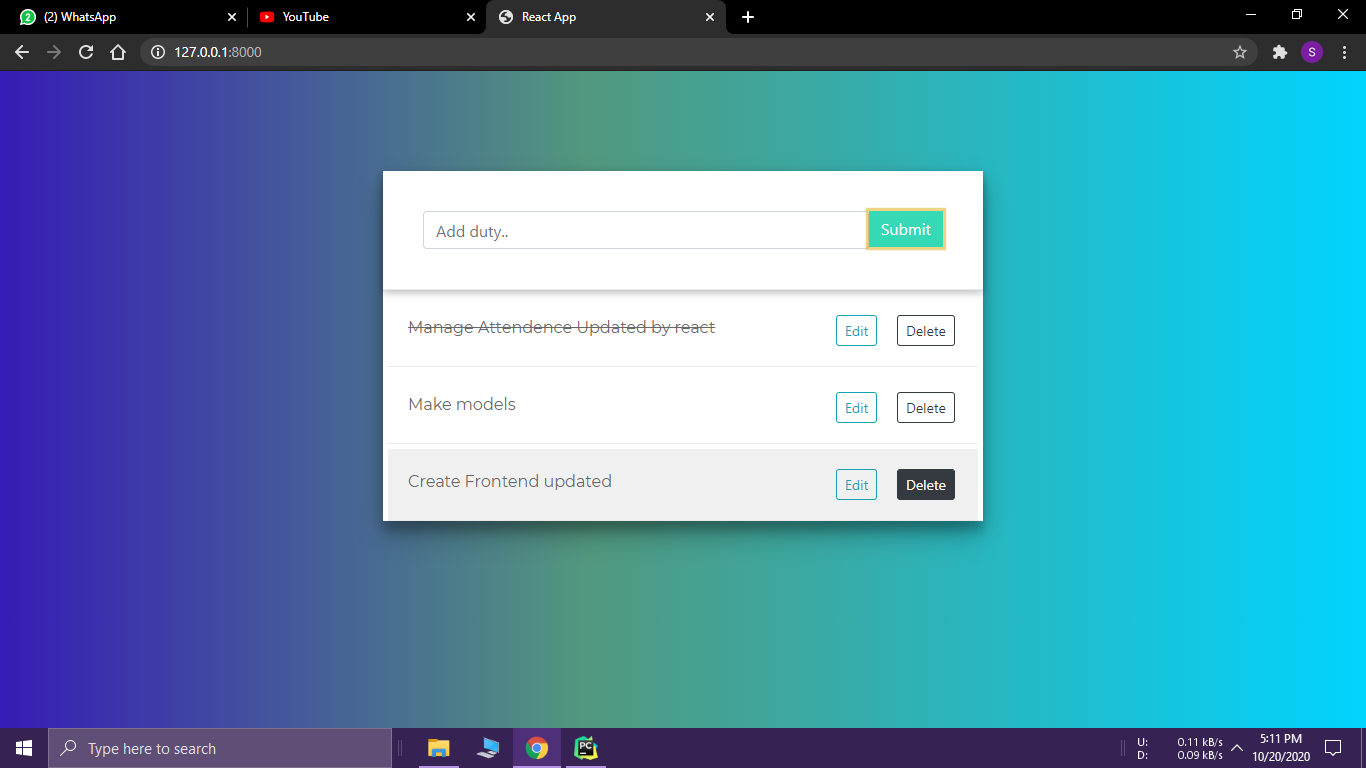 2 (2) WhatsApp
YouTube
React App
127.0.0.1:8000
S
Add duty..
Submit
Manage Attendence Updated by react
Edit
Delete
Make models
Edit
Delete
Create Frontend updated
Edit
Delete
Type here to search
PC
U: 0.11 kB/s
D: 0.09 kB/s
5:11 PM
10/20/2020